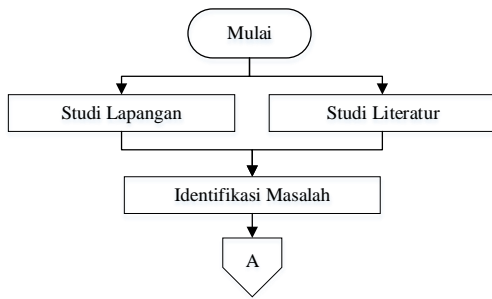 Mulai
Studi Lapangan
Studi Literatur
Identifikasi Masalah
A